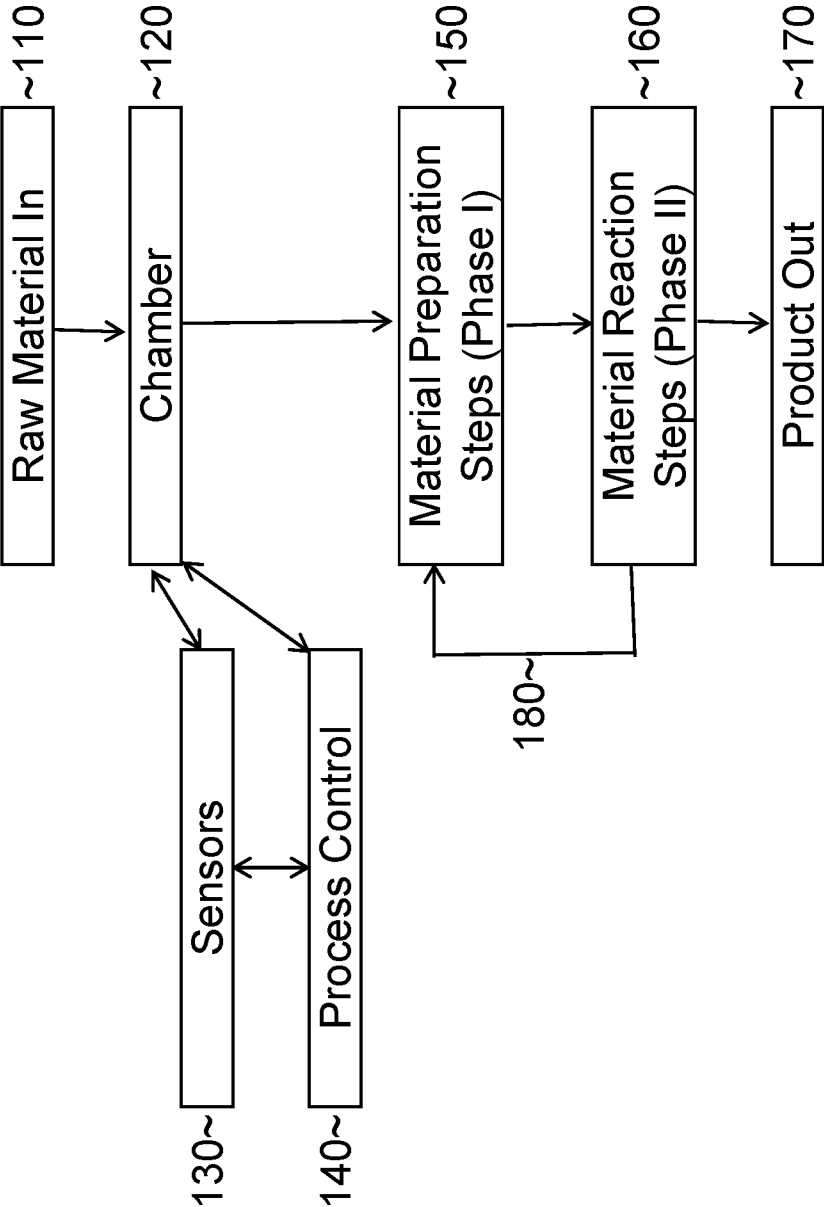 Raw Material In
~110
Chamber
~120
Sensors
130~
Process Control
140~
Material Preparation
Steps (Phase I)
~150
Material Reaction
Steps (Phase II)
~160
180~
Product Out
~170